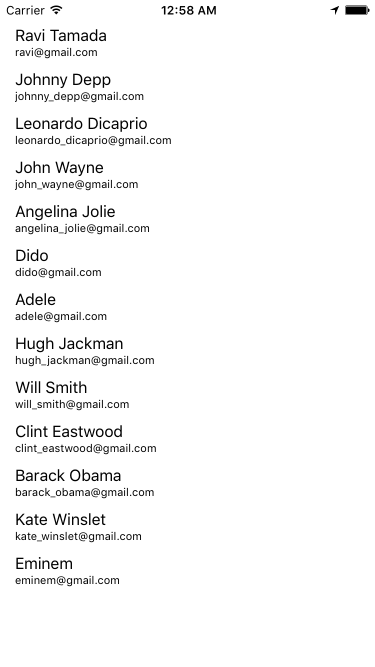 Carrier 12:58 AM
Ravi Tamada
ravi@gmail.com
Johnny Depp
johnny_depp@gmail.com
Leonardo Dicaprio
leonardo_dicaprio@gmail.com
John Wayne
john_wayne@gmail.com
Angelina Jolie
angelina_jolie@gmail.com
Dido
dido@gmail.com
Adele
adele@gmail.com
Hugh Jackman
hugh_jackman@gmail.com
Will Smith
will_smith@gmail.com
Clint Eastwood
clint_eastwood@gmail.com
Barack Obama
barack_obama@gmail.com
Kate Winslet
kate_winslet@gmail.com
Eminem
eminem@gmail.com